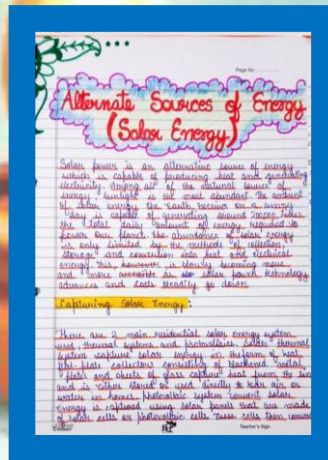 Page No.
Alternate Sources of Energy
(Solar Energy)
Solar power is an alternative source of energy
which is capable of producing heat and generating
electricity. Among all of the natural source of
energy, sunlight is the most abundant the amount
of solar energy the Earth receives on a sunny
day is capable of generating around times
the total daily amount of energy required to
power our planet the abundance of solar energy
is only limited by the methods of collection,
storage and conversion into heat and electrical
energy. This however is slowly becoming more
and more accessible as solar power technology
advances and costs steadily go down.
Capturing Solar Energy:
There are 2 main residential solar energy system
used, thermal systems and photovoltaics. Solar thermal
system capture solar energy in the form of heat.
plate collectors consisting of blackened metal
plates and sheets of glass capture heat from the sun
and is either stored or used directly to heat air or
water in homes. photovoltaic system convert solar
energy is captured using solar panels that are made
of solar cells or photovoltaic cells. These cells then convert
Teacher's Sign.